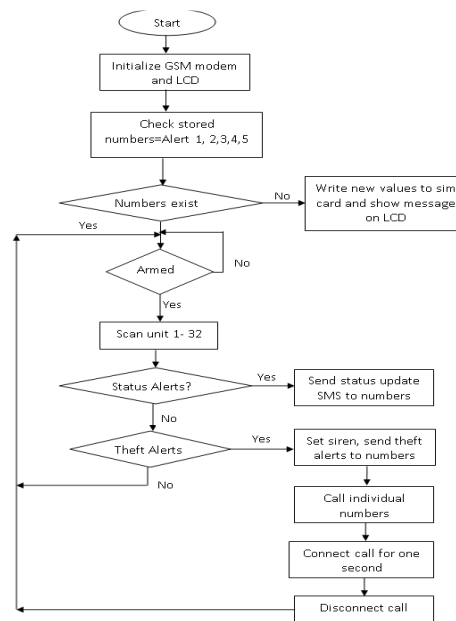 Start
Initialize GSM modem
and LCD
Check stored
numbers=Alert 1, 2,3,4,5
Numbers exist
No
Write new values to sim
card and show message
on LCD
Yes
Armed
No
Yes
Scan unit 1- 32
Status Alerts?
Yes
Send status update
SMS to numbers
No
Theft Alerts
Yes
Set siren, send theft
alerts to numbers
No
Call individual
numbers
Connect call for one
second
Disconnect call